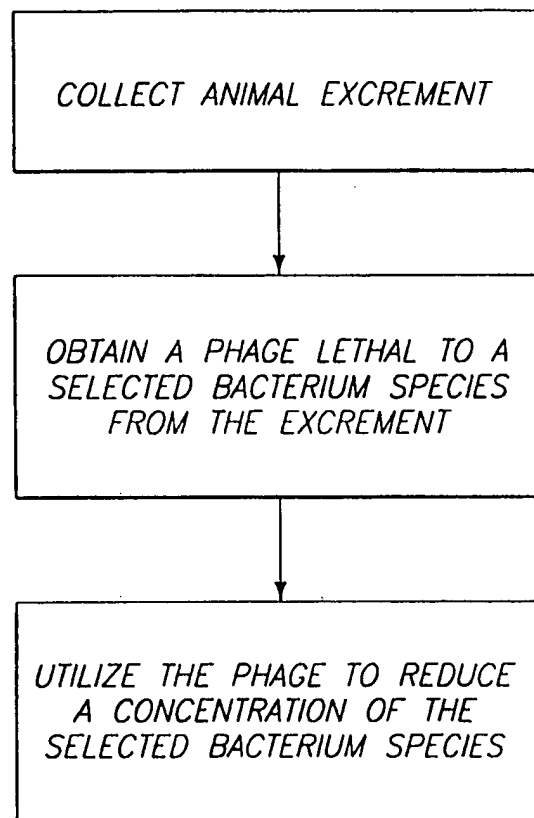 COLLECT ANIMAL EXCREMENT
OBTAIN A PHAGE LETHAL TO A
SELECTED BACTERIUM SPECIES
FROM THE EXCREMENT
UTILIZE THE PHAGE TO REDUCE
A CONCENTRATION OF THE
SELECTED BACTERIUM SPECIES